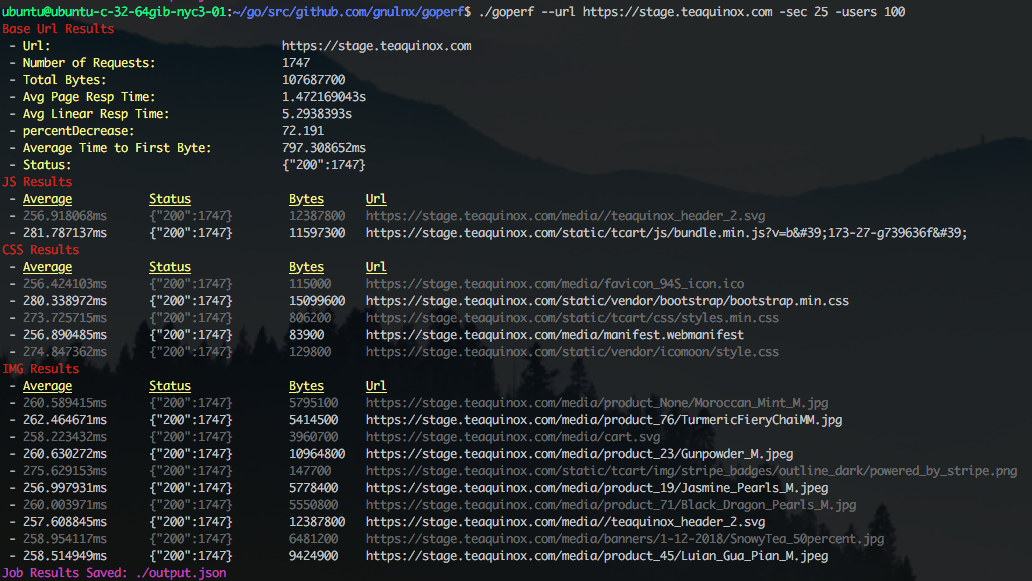 ubuntu@ubuntu-c-32-64gib-nyc3-01:~/go/src/github.com/gnulnx/goperf$ ./goperf --url https://stage.teaquinox.com -sec 25 -users 100
Base Url Results
- Url: https://stage.teaquinox.com
- Number of Requests: 1747
- Total Bytes: 107687700
- Avg Page Resp Time: 1.472169043s
- Avg Linear Resp Time: 5.2938393s
- percentDecrease: 72.191
- Average Time to First Byte: 797.308652ms
- Status: {"200":1747}
JS Results
- Average Status Bytes Url
- 256.918068ms {"200":1747} 12387800 https://stage.teaquinox.com/media//teaquinox_header_2.svg
- 281.787137ms {"200":1747} 11597300 https://stage.teaquinox.com/static/tcart/js/bundle.min.js?v=b&#39;173-27-g739636f&#39;
CSS Results
- Average Status Bytes Url
- 256.424103ms {"200":1747} 115000 https://stage.teaquinox.com/media/favicon_94S_icon.ico
- 280.338972ms {"200":1747} 15099600 https://stage.teaquinox.com/static/vendor/bootstrap/bootstrap.min.css
- 273.725715ms {"200":1747} 806200 https://stage.teaquinox.com/static/tcart/css/styles.min.css
- 256.890485ms {"200":1747} 83900 https://stage.teaquinox.com/media/manifest.webmanifest
- 274.847362ms {"200":1747} 129800 https://stage.teaquinox.com/static/vendor/icomoon/style.css
IMG Results
- Average Status Bytes Url
- 260.589415ms {"200":1747} 5795100 https://stage.teaquinox.com/media/product_None/Moroccan_Mint_M.jpg
- 262.464671ms {"200":1747} 5414500 https://stage.teaquinox.com/media/product_76/TurmericFieryChaiMM.jpg
- 258.223432ms {"200":1747} 3960700 https://stage.teaquinox.com/media/cart.svg
- 260.630272ms {"200":1747} 10964800 https://stage.teaquinox.com/media/product_23/Gunpowder_M.jpeg
- 275.629153ms {"200":1747} 147700 https://stage.teaquinox.com/static/tcart/img/stripe_badges/outline_dark/powered_by_stripe.png
- 256.997931ms {"200":1747} 5778400 https://stage.teaquinox.com/media/product_19/Jasmine_Pearls_M.jpeg
- 260.003971ms {"200":1747} 5550800 https://stage.teaquinox.com/media/product_71/Black_Dragon_Pearls_M.jpg
- 257.608845ms {"200":1747} 12387800 https://stage.teaquinox.com/media//teaquinox_header_2.svg
- 258.954117ms {"200":1747} 6481200 https://stage.teaquinox.com/media/banners/1-12-2018/SnowyTea_50percent.jpg
- 258.514949ms {"200":1747} 9424900 https://stage.teaquinox.com/media/product_45/Luian_Gua_Pian_M.jpeg
Job Results Saved: ./output.json